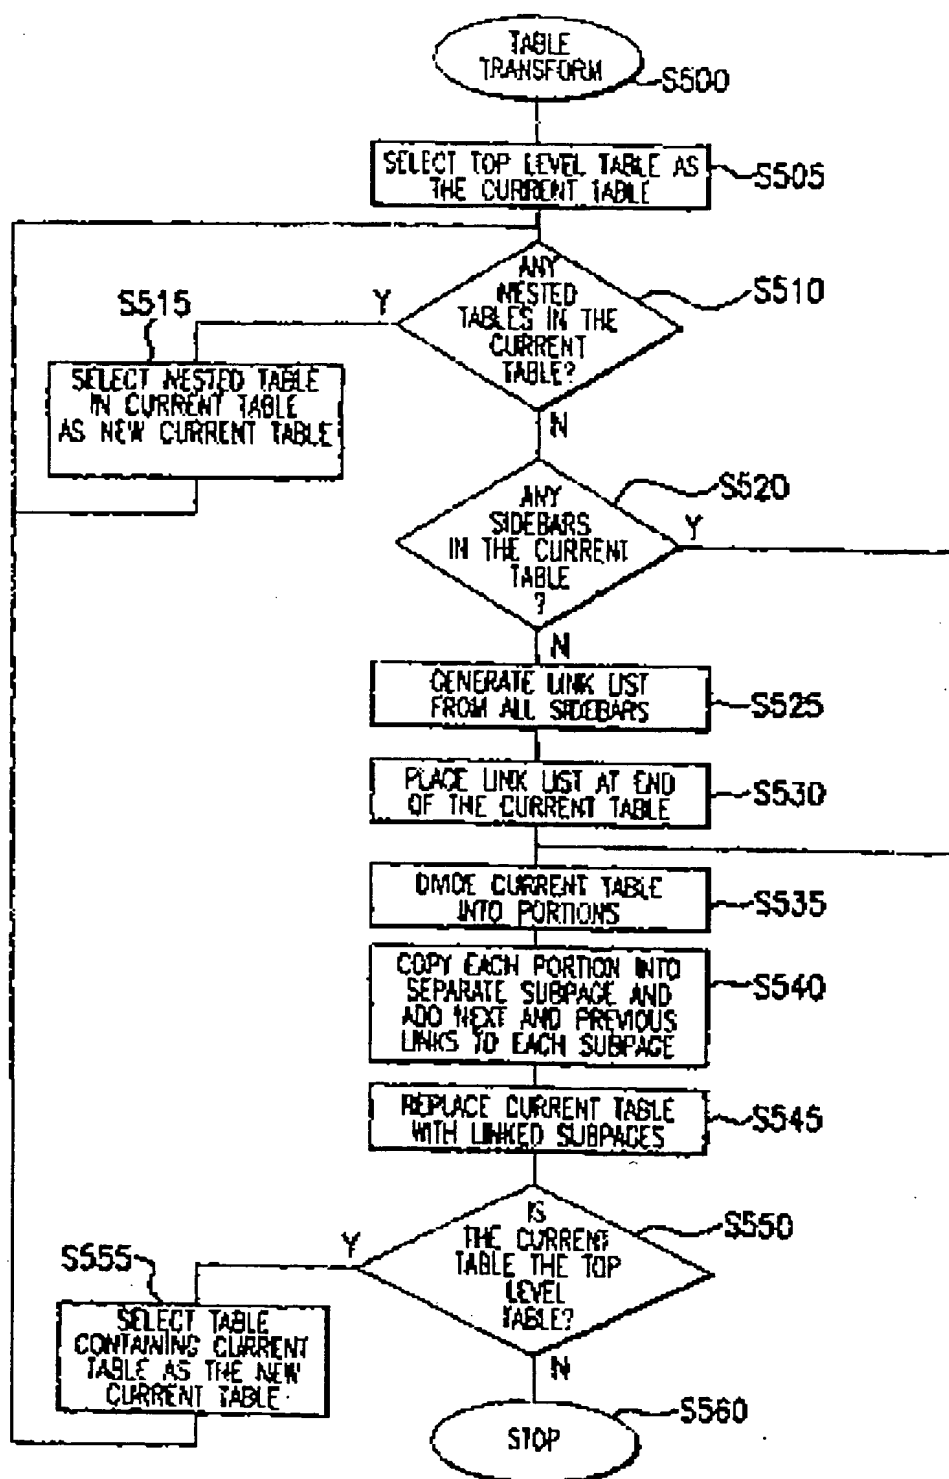 TABLE
TRANSFORM
S500
SELECT TOP LEVEL TABLE AS
THE CURRENT TABLE
S505
ANY
NESTED
TABLES IN THE
CURRENT
TABLE?
S510
Y
S515
SELECT NESTED TABLE
IN CURRENT TABLE
AS NEW CURRENT TABLE
N
ANY
SIDEBARS
IN THE CURRENT
TABLE
?
S520
Y
N
GENERATE LINK LIST
FROM ALL SIDEBARS
S525
PLACE LINK LIST AT END
OF THE CURRENT TABLE
S530
DIVIDE CURRENT TABLE
INTO PORTIONS
S535
COPY EACH PORTION INTO
SEPARATE SUBPAGE AND
ADD NEXT AND PREVIOUS
LINKS TO EACH SUBPAGE
S540
REPLACE CURRENT TABLE
WITH LINKED SUBPAGES
S545
IS
THE CURRENT
TABLE THE TOP
LEVEL
TABLE?
S550
Y
S555
SELECT TABLE
CONTAINING CURRENT
TABLE AS THE NEW
CURRENT TABLE
N
STOP
S560